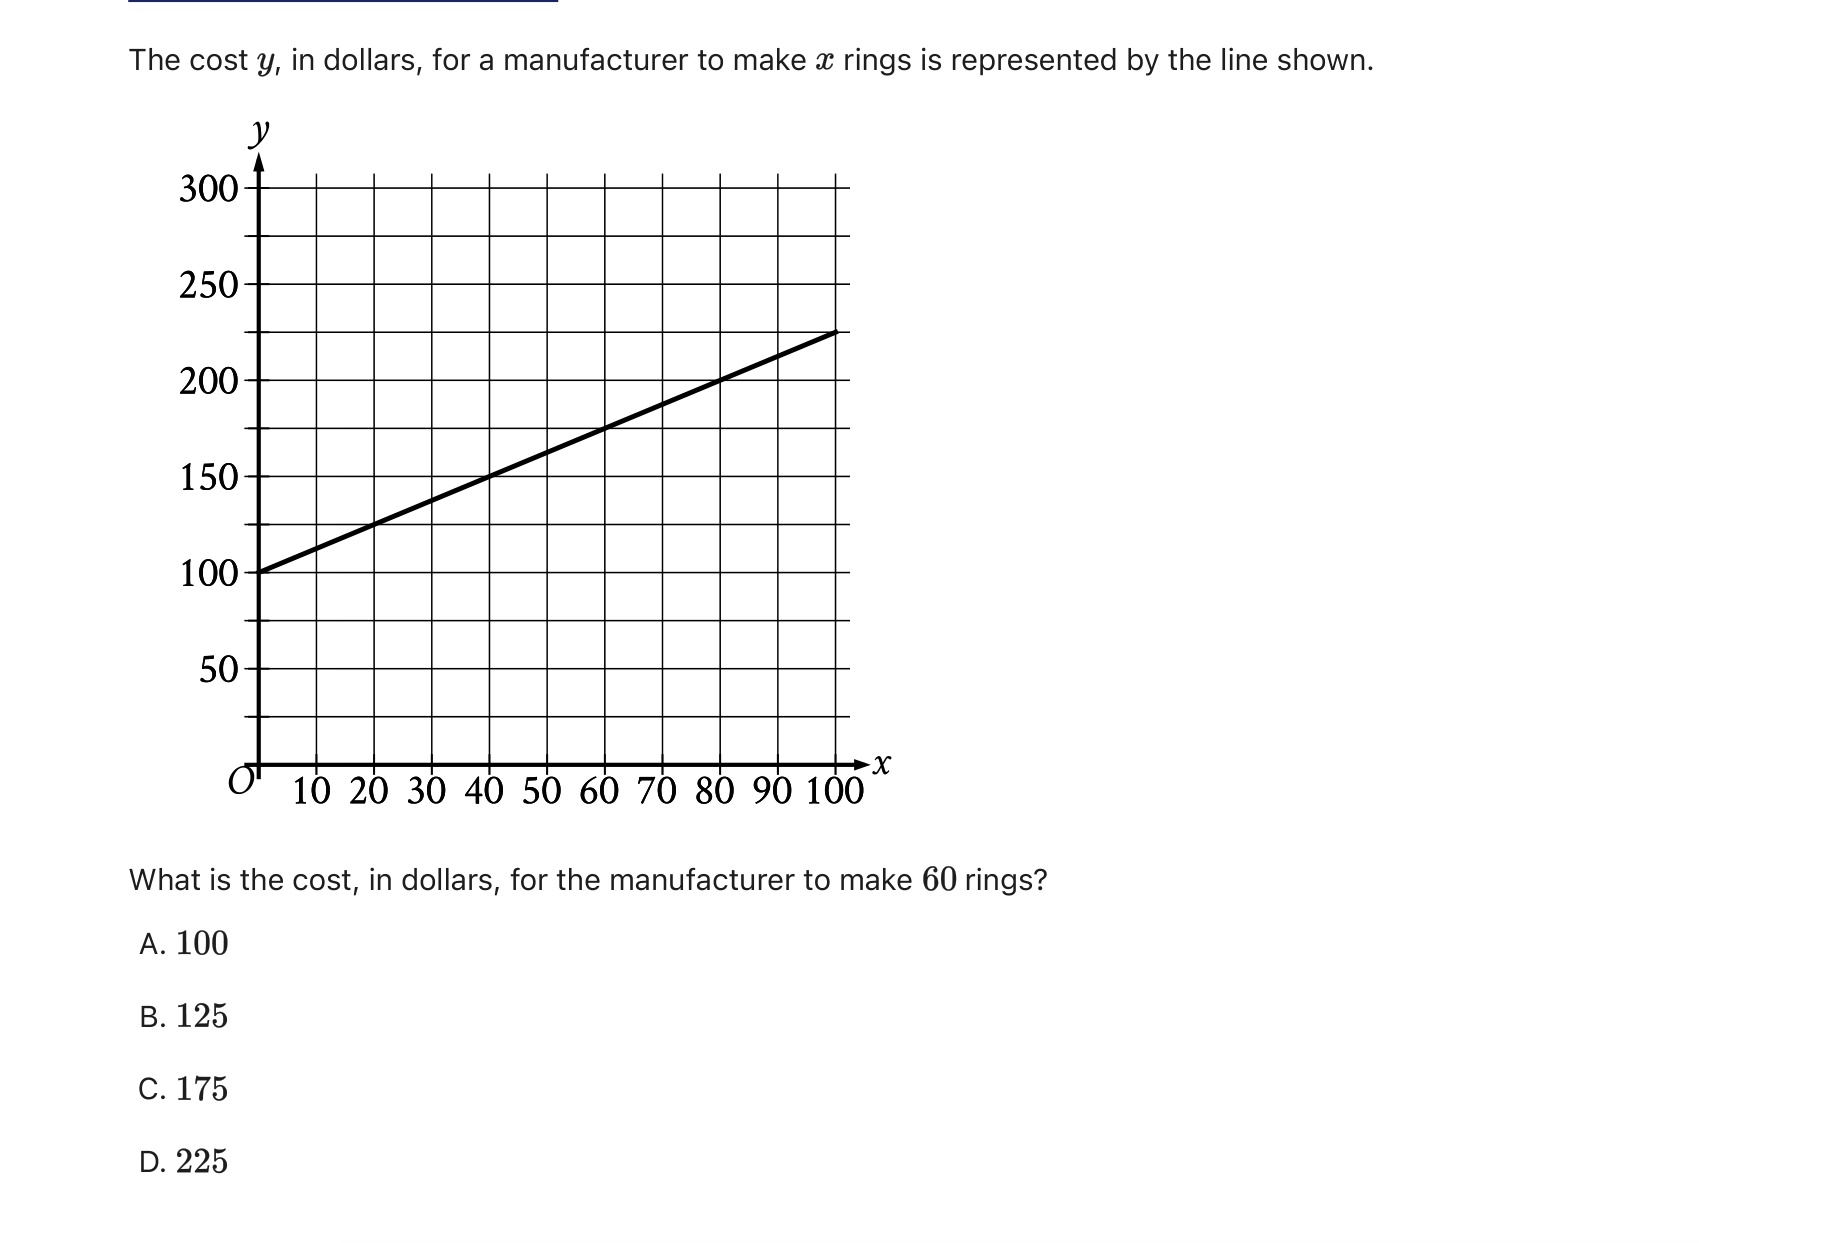 The cost y, in dollars, for a manufacturer to make x rings is represented by the line shown.
y
300
250
200
150
100
50
O 10 20 30 40 50 60 70 80 90 100 x
What is the cost, in dollars, for the manufacturer to make 60 rings?
A. 100
B. 125
C. 175
D. 225